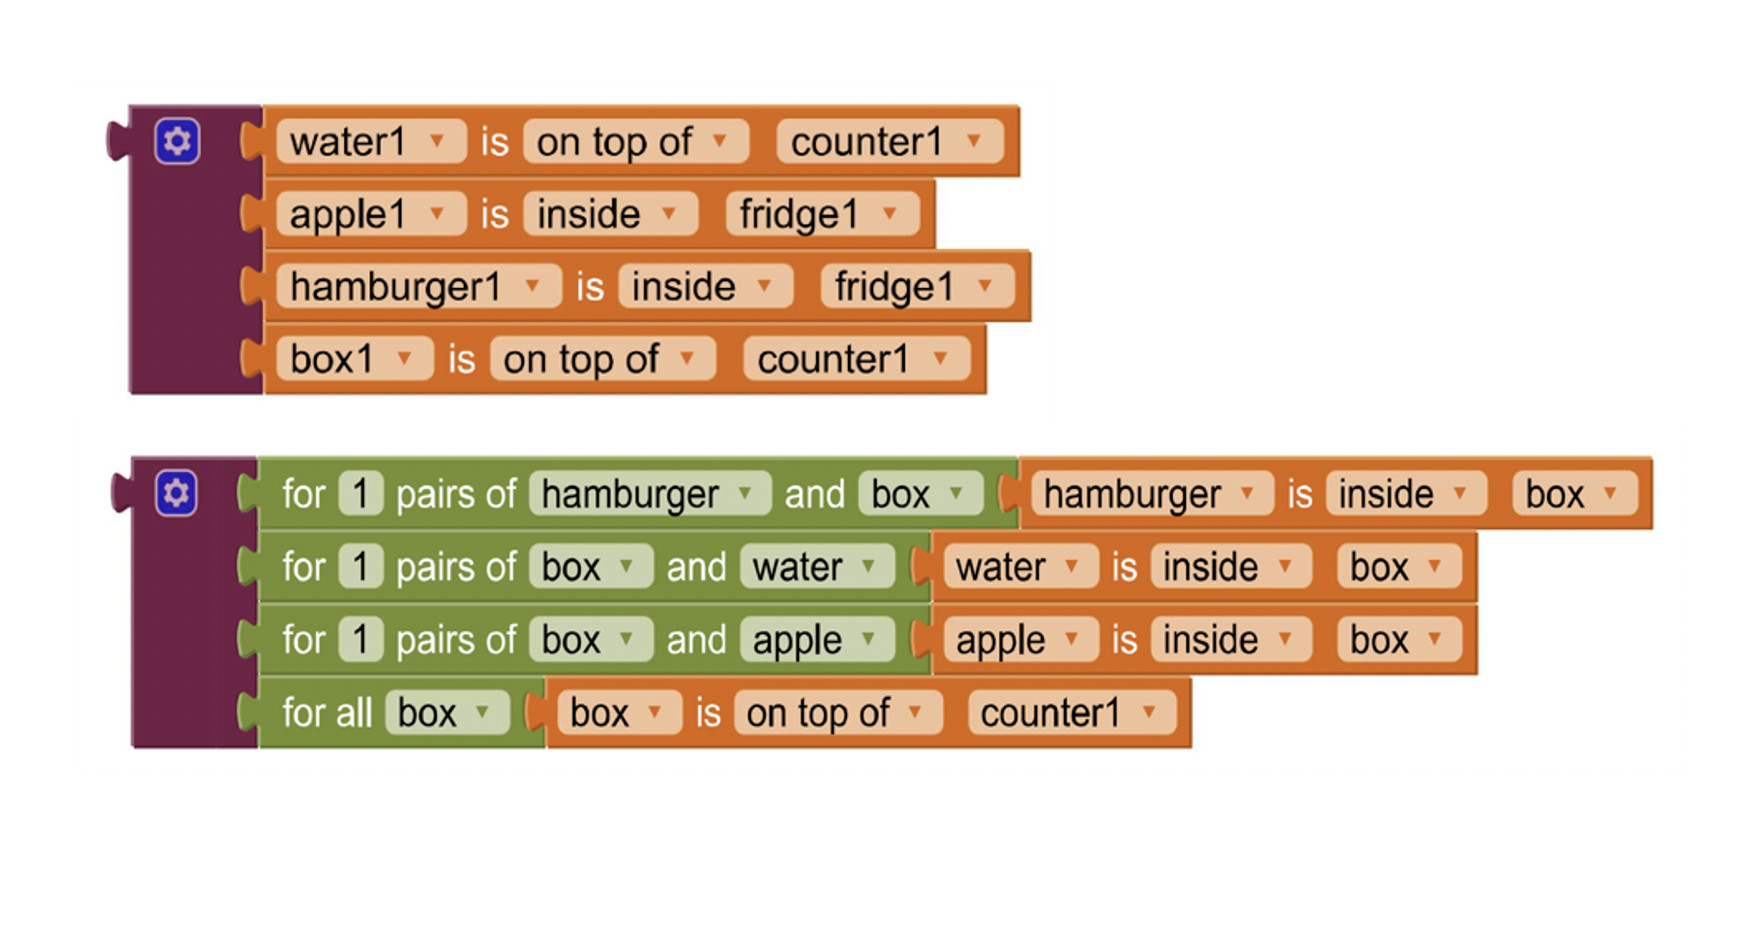 water1 is on top of counter1
apple1 is inside fridge1
hamburger1 is inside fridge1
box1 is on top of counter1
for 1 pairs of hamburger and box hamburger is inside box
for 1 pairs of box and water water is inside box
for 1 pairs of box and apple apple is inside box
for all box box is on top of counter1